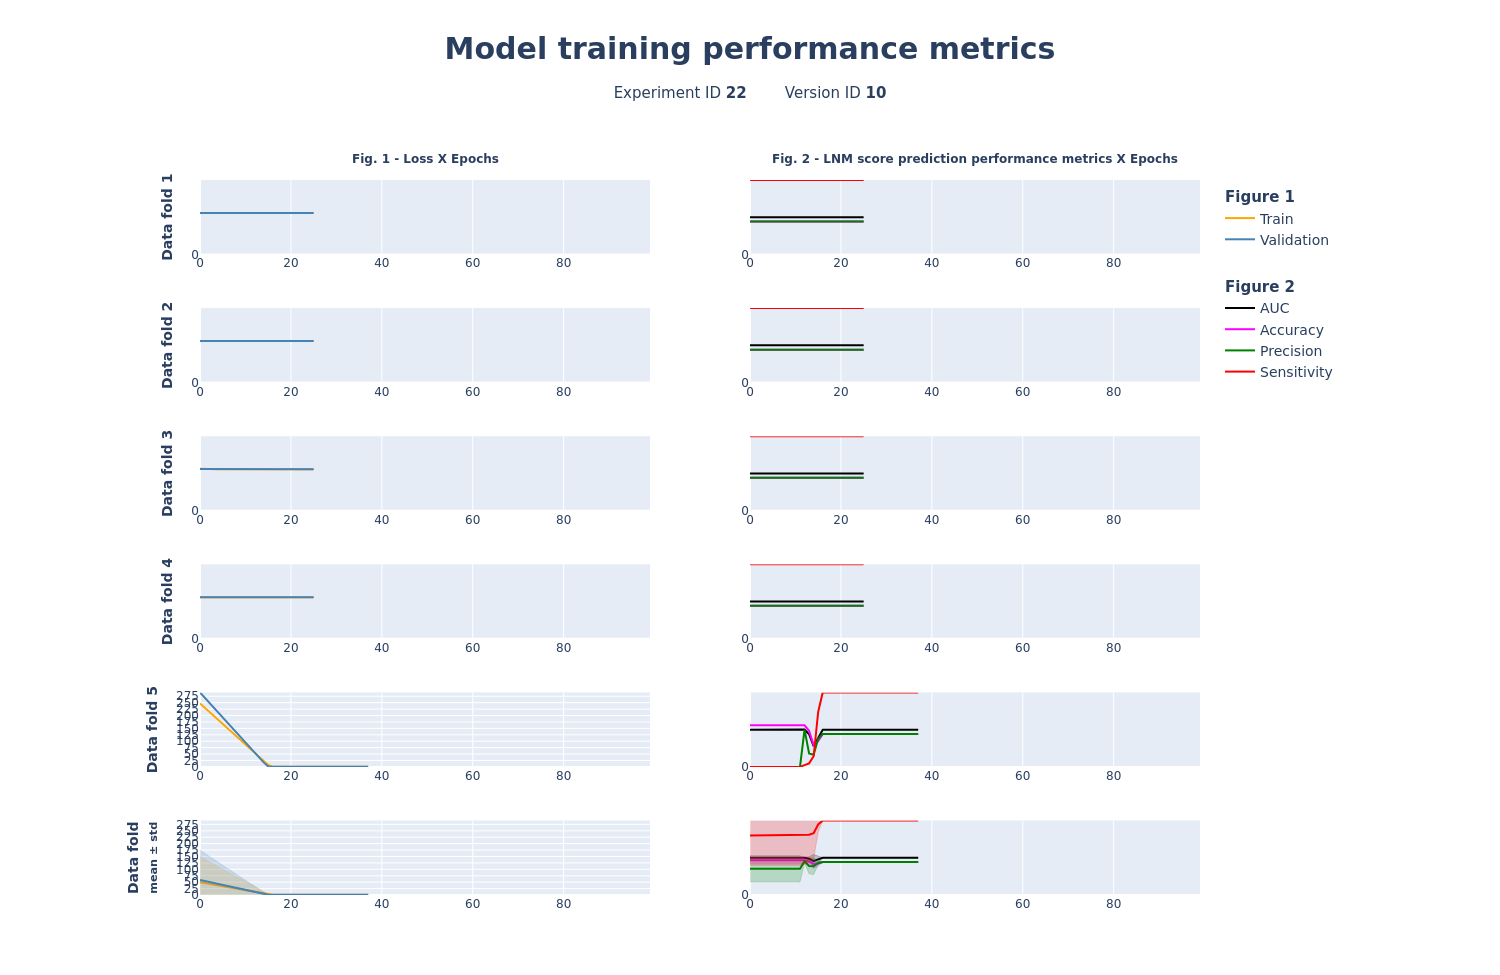 Model training performance metrics
Experiment ID 22 Version ID 10
Fig. 1 - Loss X Epochs
Fig. 2 - LNM score prediction performance metrics X Epochs
Data fold 1
0
0 20 40 60 80
0
0 20 40 60 80
Figure 1
Train
Validation
Figure 2
AUC
Accuracy
Precision
Sensitivity
Data fold 2
0
0 20 40 60 80
0
0 20 40 60 80
Data fold 3
0
0 20 40 60 80
0
0 20 40 60 80
Data fold 4
0
0 20 40 60 80
0
0 20 40 60 80
Data fold 5
275
250
225
200
175
150
125
100
75
50
25
0
0 20 40 60 80
0
0 20 40 60 80
Data fold
mean ± std
275
250
225
200
175
150
125
100
75
50
25
0
0 20 40 60 80
0
0 20 40 60 80